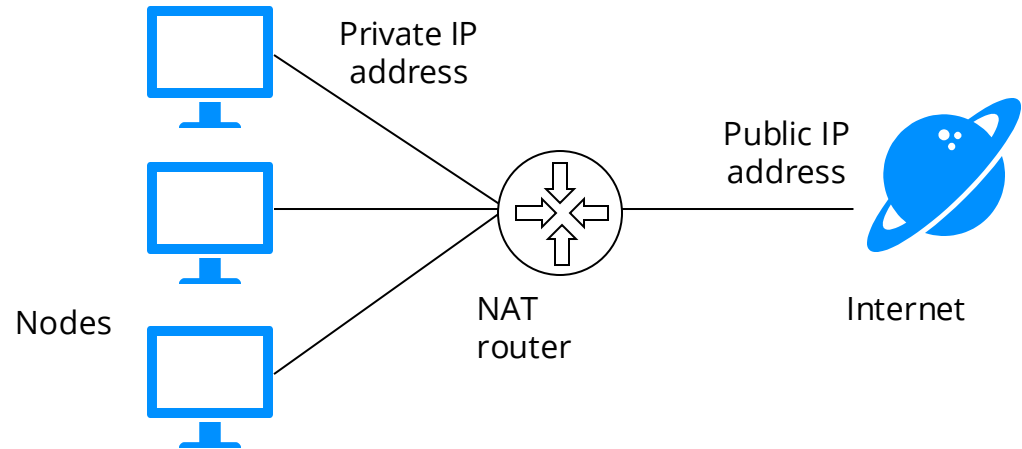 Private IP
address
Public IP
address
Nodes
NAT
router
Internet